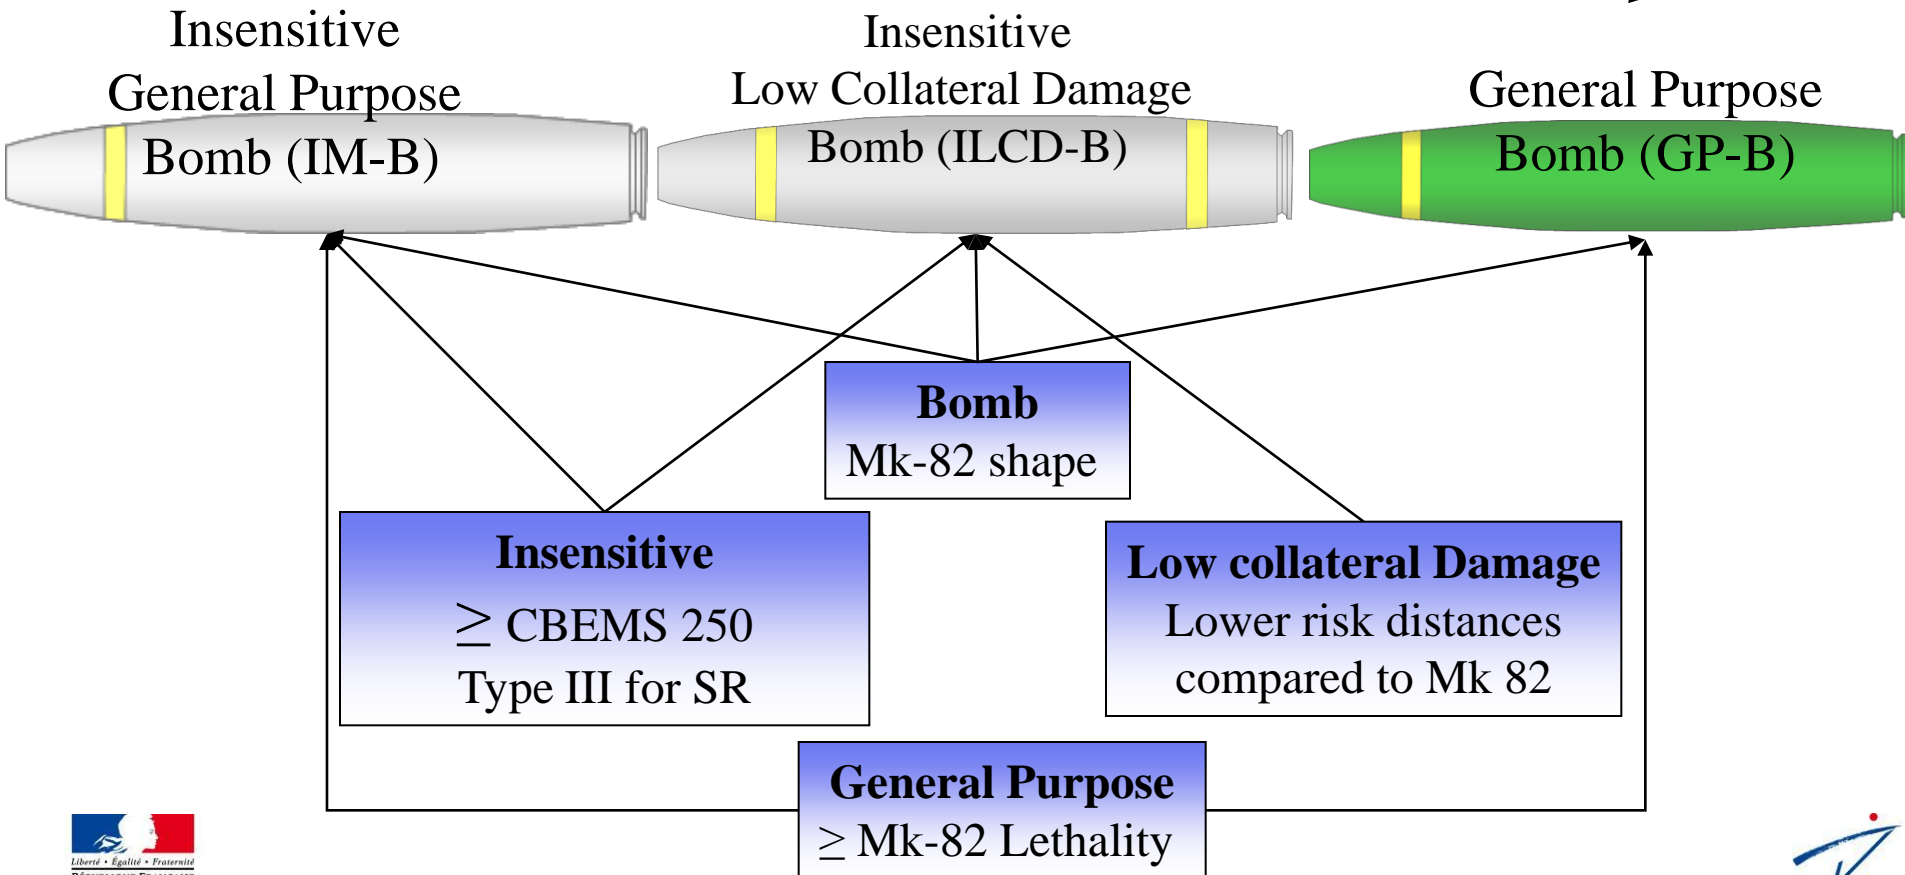 Insensitive
General Purpose
Bomb (IM-B)
Insensitive
Low Collateral Damage
Bomb (ILCD-B)
General Purpose
Bomb (GP-B)
Bomb
Mk-82 shape
Insensitive
≥ CBEMS 250
Type III for SR
Low collateral Damage
Lower risk distances
compared to Mk 82
General Purpose
≥ Mk-82 Lethality
Liberté • Égalité • Fraternité